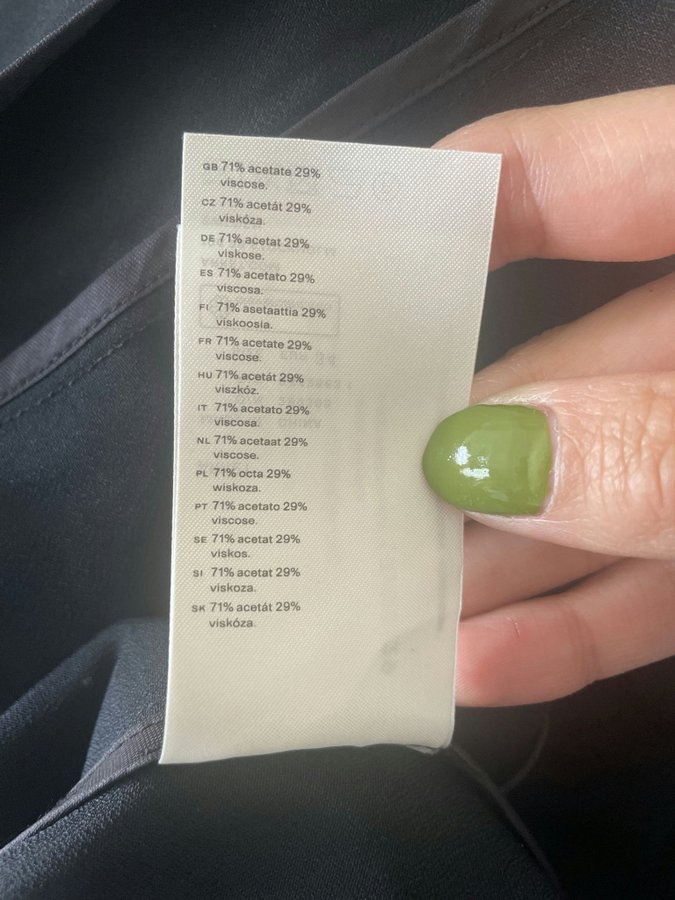 GB 71% acetate 29%
viscose.
CZ 71% acetát 29%
viskóza.
DE 71% acetat 29%
viskose.
ES 71% acetato 29%
viscosa.
FI 71% asetaattia 29%
viskoosia.
FR 71% acetate 29%
viscose.
HU 71% acetát 29%
viszkóz.
IT 71% acetato 29%
viscosa.
NL 71% acetaat 29%
viscose.
PL 71% octa 29%
wiskoza.
PT 71% acetato 29%
viscose.
SE 71% acetat 29%
viskos.
SI 71% acetat 29%
viskoza.
SK 71% acetát 29%
viskóza.